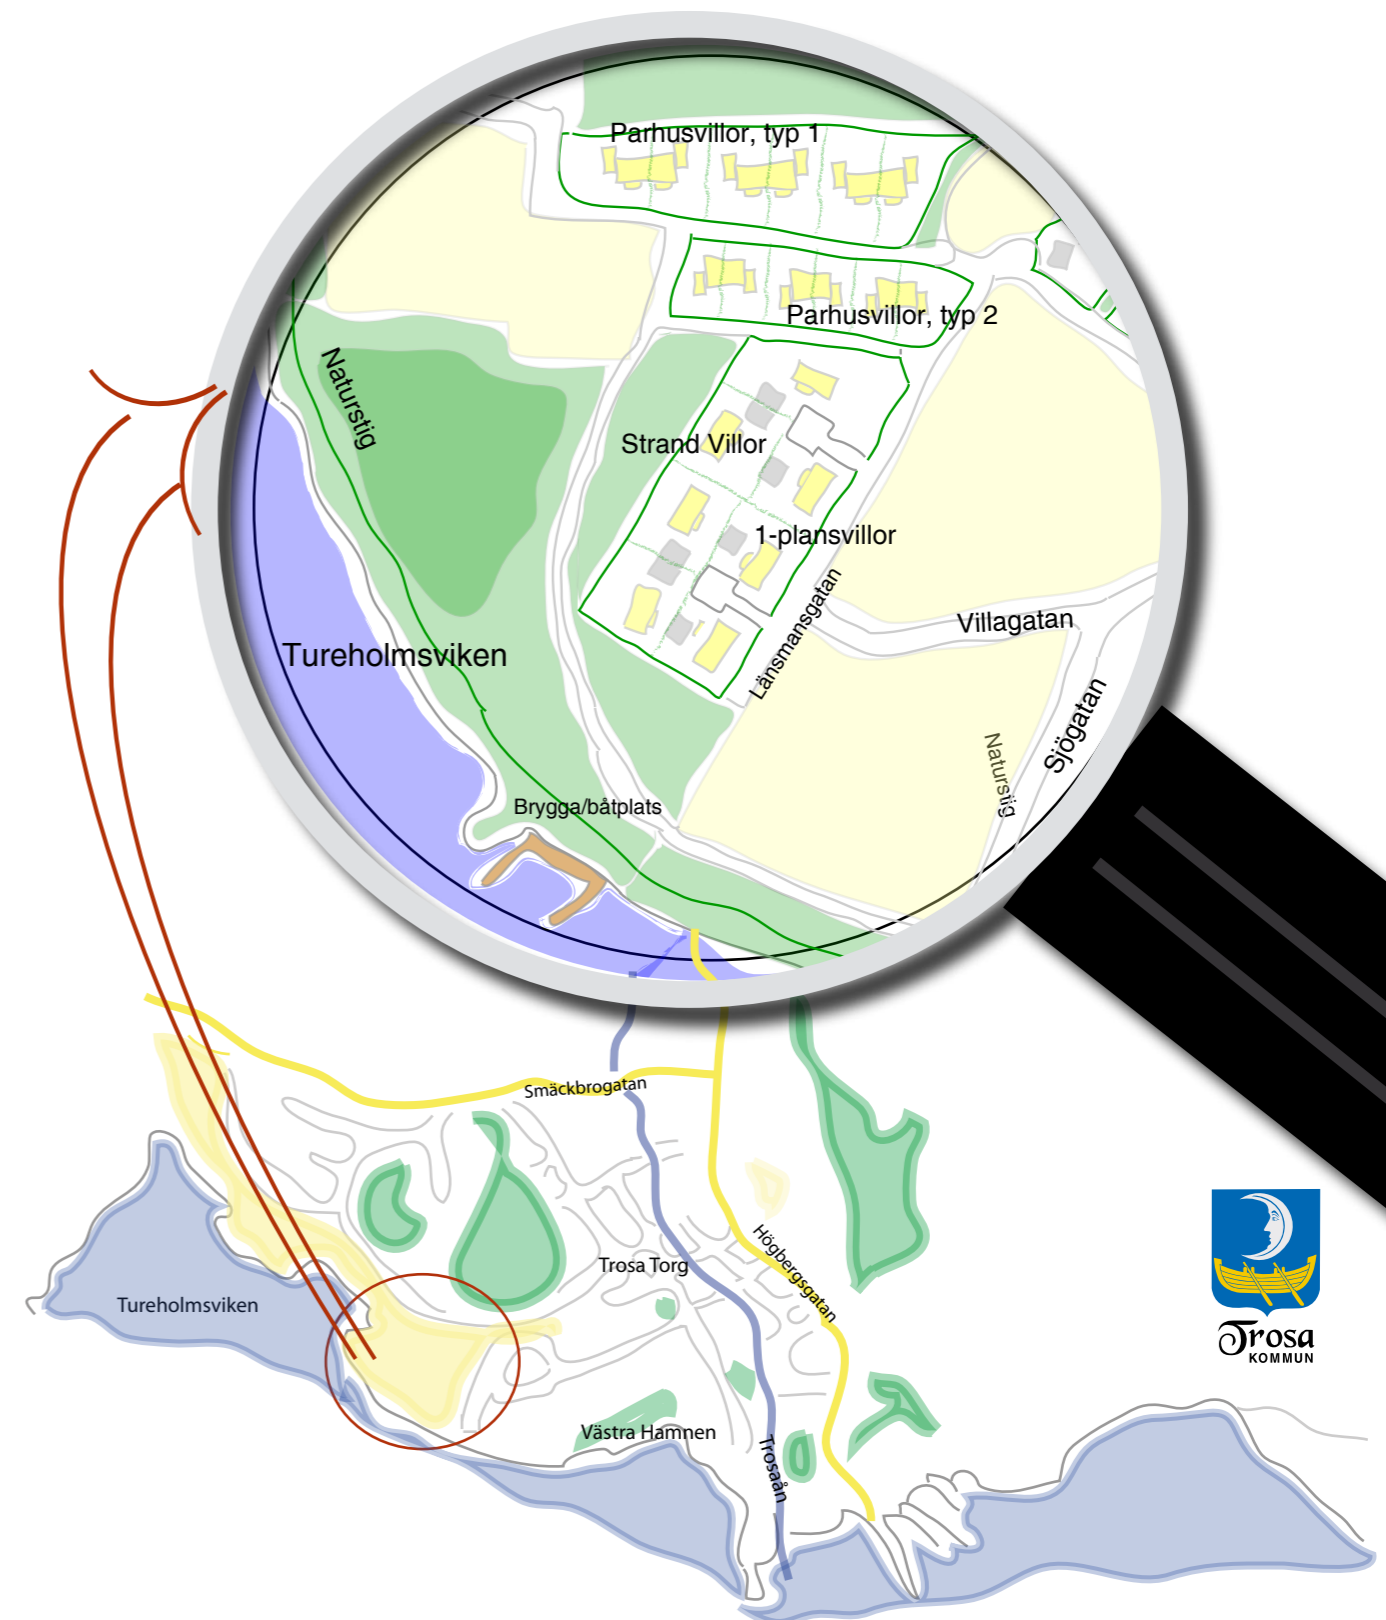 Parhusvillor, typ 1
Parhusvillor, typ 2
Naturstig
Strand Villor
1-plansvillor
Länsmansgatan
Villagatan
Tureholmsviken
Sjögatan
Naturstig
Brygga/båtplats
Smäckbrogatan
Högbergsgatan
Trosa Torg
Tureholmsviken
Trosa
KOMMUN
Västra Hamnen
Trosaån